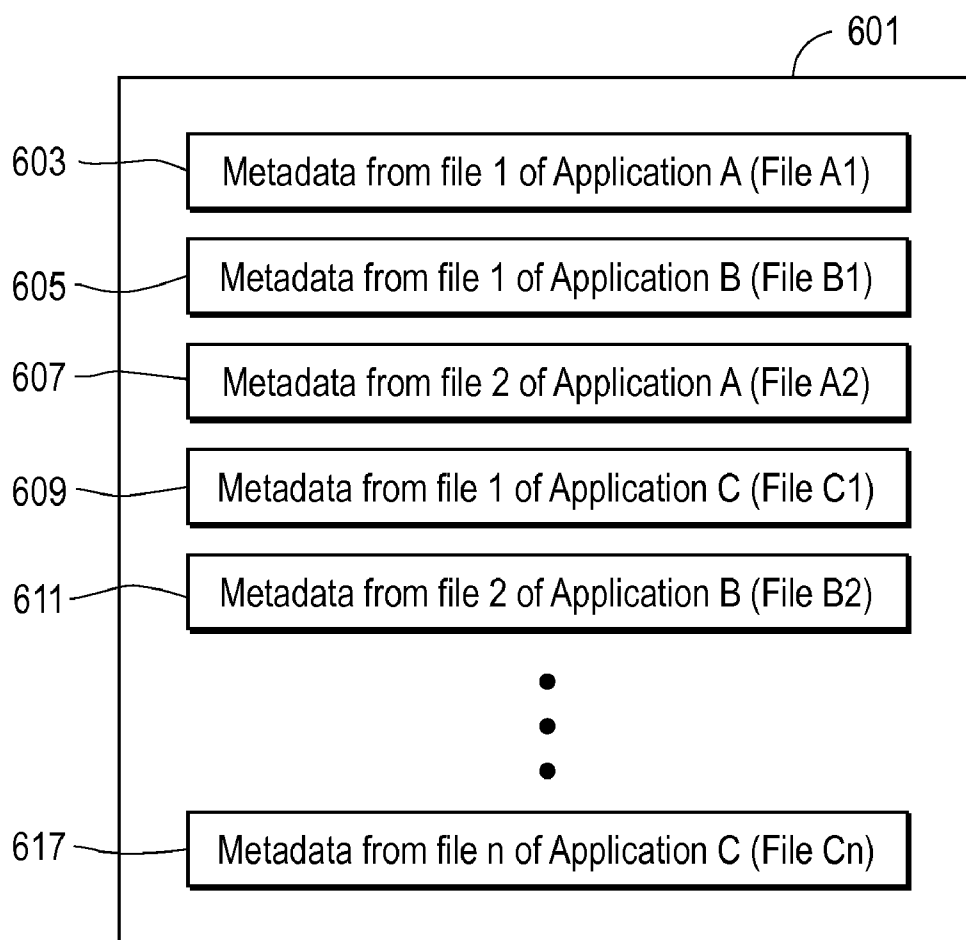 601
603
Metadata from file 1 of Application A (File A1)
605
Metadata from file 1 of Application B (File B1)
607
Metadata from file 2 of Application A (File A2)
609
Metadata from file 1 of Application C (File C1)
611
Metadata from file 2 of Application B (File B2)
617
Metadata from file n of Application C (File Cn)